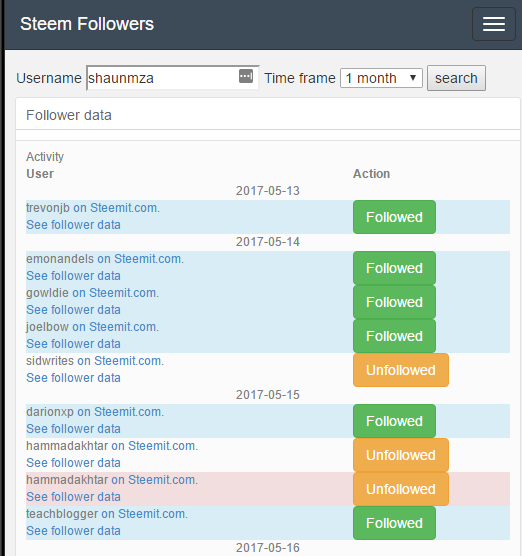 Steem Followers
Username shaunmza Time frame 1 month search
Follower data
Activity
User Action
2017-05-13
trevonjb on Steemit.com. Followed
See follower data
2017-05-14
emonandels on Steemit.com. Followed
See follower data
gowldie on Steemit.com. Followed
See follower data
joelbow on Steemit.com. Followed
See follower data
sidwrites on Steemit.com. Unfollowed
See follower data
2017-05-15
darionxp on Steemit.com. Followed
See follower data
hammadakhtar on Steemit.com. Unfollowed
See follower data
hammadakhtar on Steemit.com. Unfollowed
See follower data
teachblogger on Steemit.com. Followed
See follower data
2017-05-16